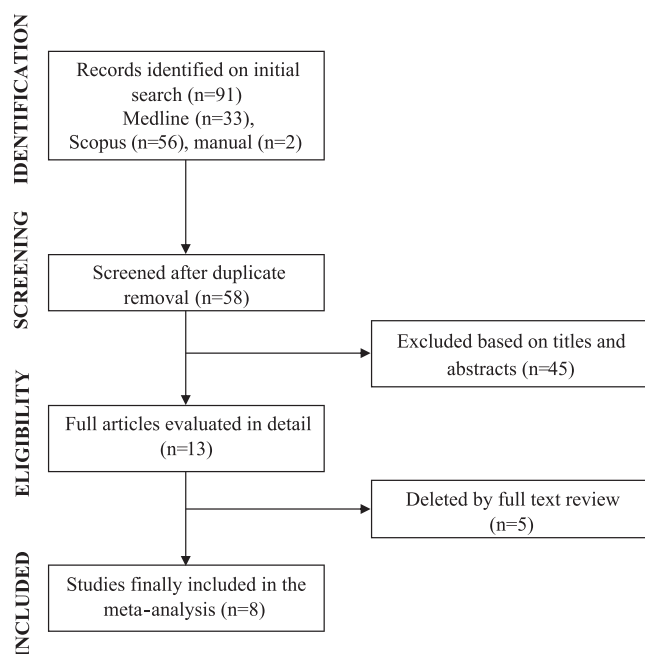 IDENTIFICATION
Records identified on initial
search (n=91)
Medline (n=33),
Scopus (n=56), manual (n=2)
SCREENING
Screened after duplicate
removal (n=58)
Excluded based on titles and
abstracts (n=45)
ELIGIBILITY
Full articles evaluated in detail
(n=13)
Deleted by full text review
(n=5)
INCLUDED
Studies finally included in the
meta-analysis (n=8)